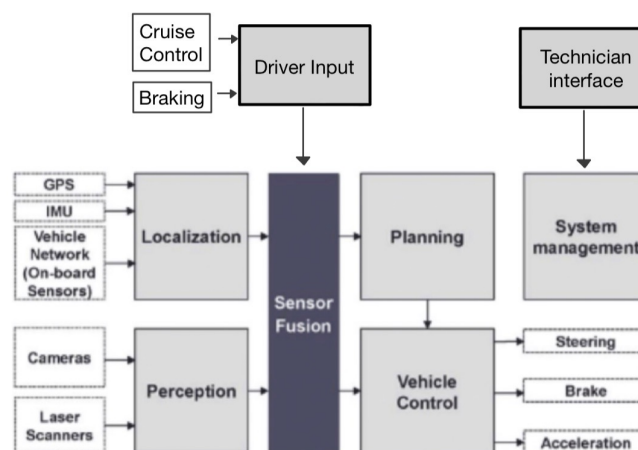 Cruise
Control
Braking
Driver Input
Technician
interface
GPS
IMU
Vehicle
Network
(On-board
Sensors)
Localization
Sensor
Fusion
Planning
System
management
Cameras
Laser
Scanners
Perception
Vehicle
Control
Steering
Brake
Acceleration